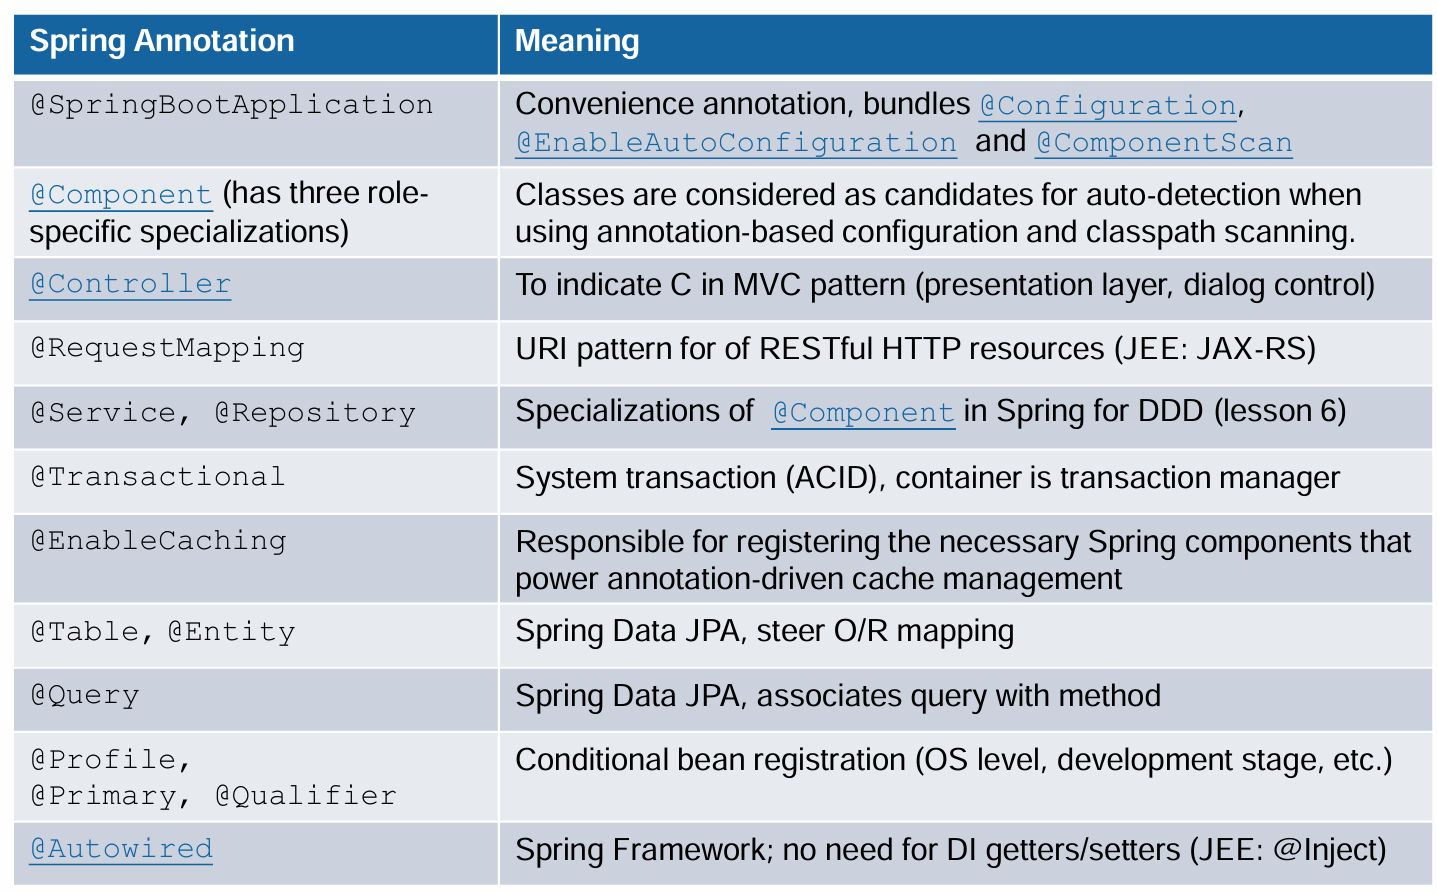 Spring Annotation
Meaning
@SpringBootApplication
Convenience annotation, bundles @Configuration,
@EnableAutoConfiguration and @ComponentScan
@Component (has three role-
specific specializations)
Classes are considered as candidates for auto-detection when
using annotation-based configuration and classpath scanning.
@Controller
To indicate C in MVC pattern (presentation layer, dialog control)
@RequestMapping
URI pattern for of RESTful HTTP resources (JEE: JAX-RS)
@Service, @Repository
Specializations of @Component in Spring for DDD (lesson 6)
@Transactional
System transaction (ACID), container is transaction manager
@EnableCaching
Responsible for registering the necessary Spring components that
power annotation-driven cache management
@Table, @Entity
Spring Data JPA, steer O/R mapping
@Query
Spring Data JPA, associates query with method
@Profile,
@Primary, @Qualifier
Conditional bean registration (OS level, development stage, etc.)
@Autowired
Spring Framework; no need for DI getters/setters (JEE: @Inject)